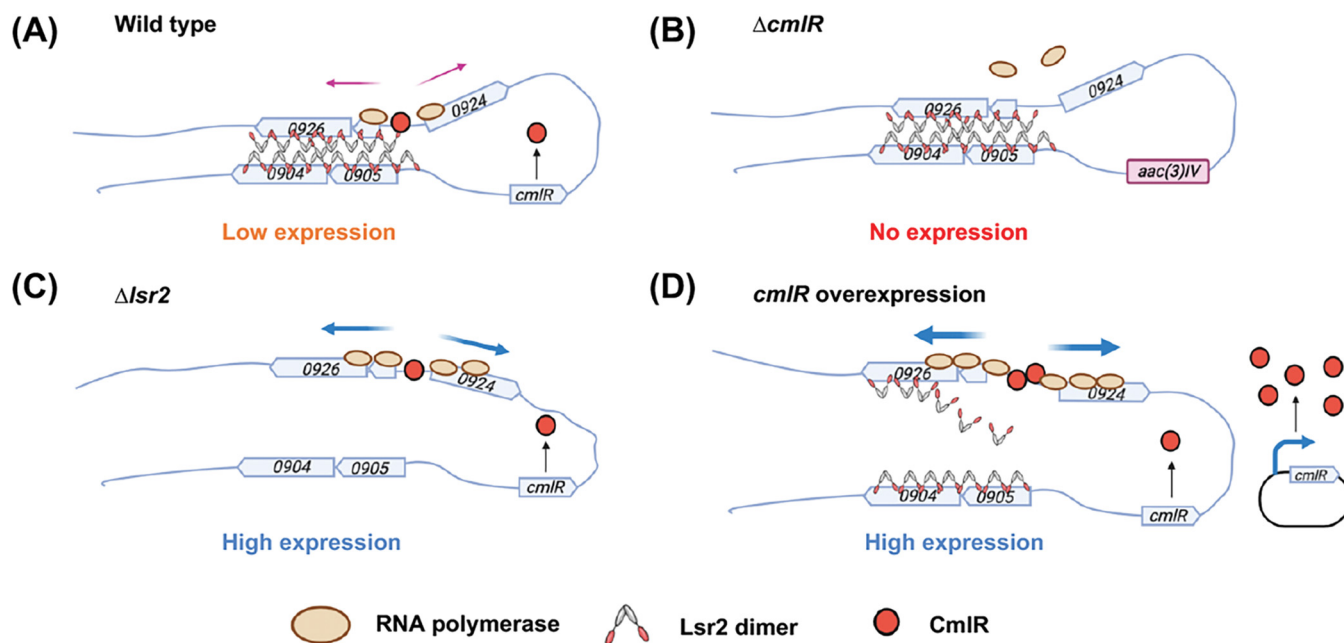 (A) Wild type
0926
0924
0904 0905 cmlR
Low expression
(B) ΔcmlR
0926
0924
0904 0905
aac(3)IV
No expression
(C) Δlsr2
0926
0924
0904 0905 cmlR
High expression
(D) cmlR overexpression
0926
0924
0904 0905
cmlR
cmlR
High expression
RNA polymerase Lsr2 dimer CmlR